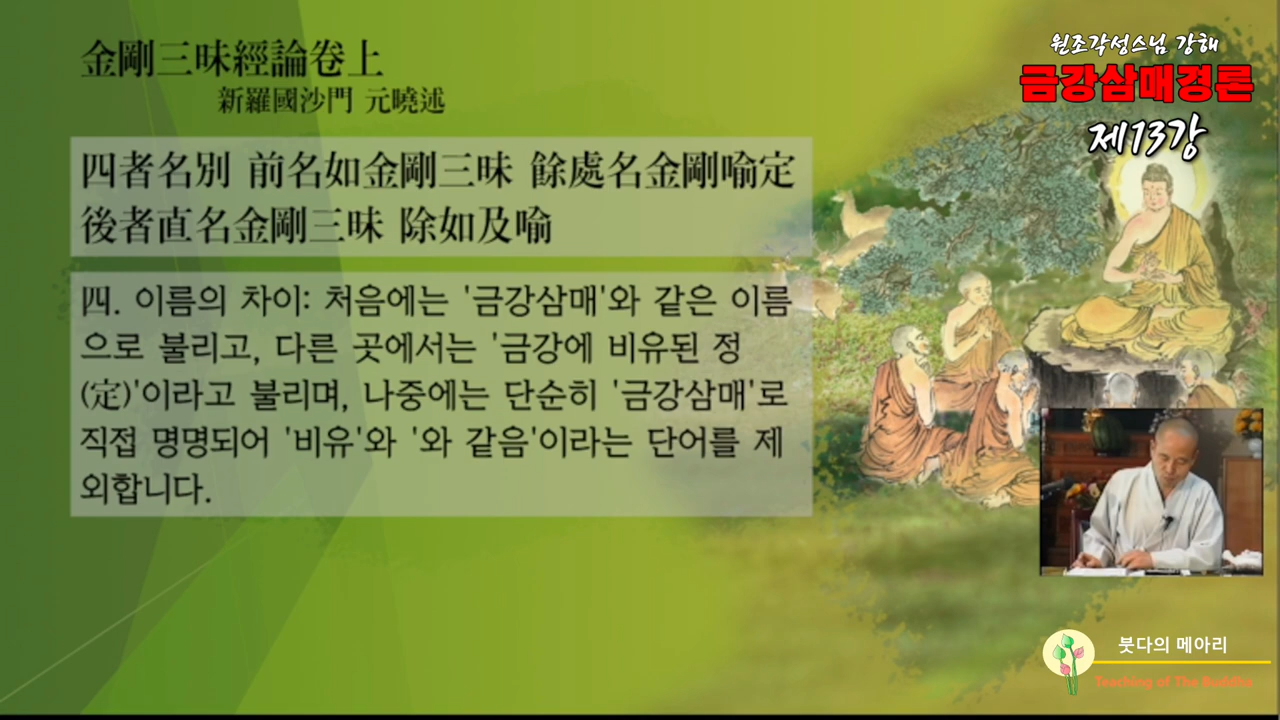 金剛三昧經論卷上
新羅國沙門 元曉述
원조각성스님 강해
금강삼매경론
제13강
四者名別 前名如金剛三昧 餘處名金剛喩定
後者直名金剛三昧 除如及喩
四. 이름의 차이: 처음에는 '금강삼매'와 같은 이름
으로 불리고, 다른 곳에서는 '금강에 비유된 정
(定)'이라고 불리며, 나중에는 단순히 '금강삼매'로
직접 명명되어 '비유'와 '와 같음'이라는 단어를 제
외합니다.
붓다의 메아리
Teaching of The Buddha